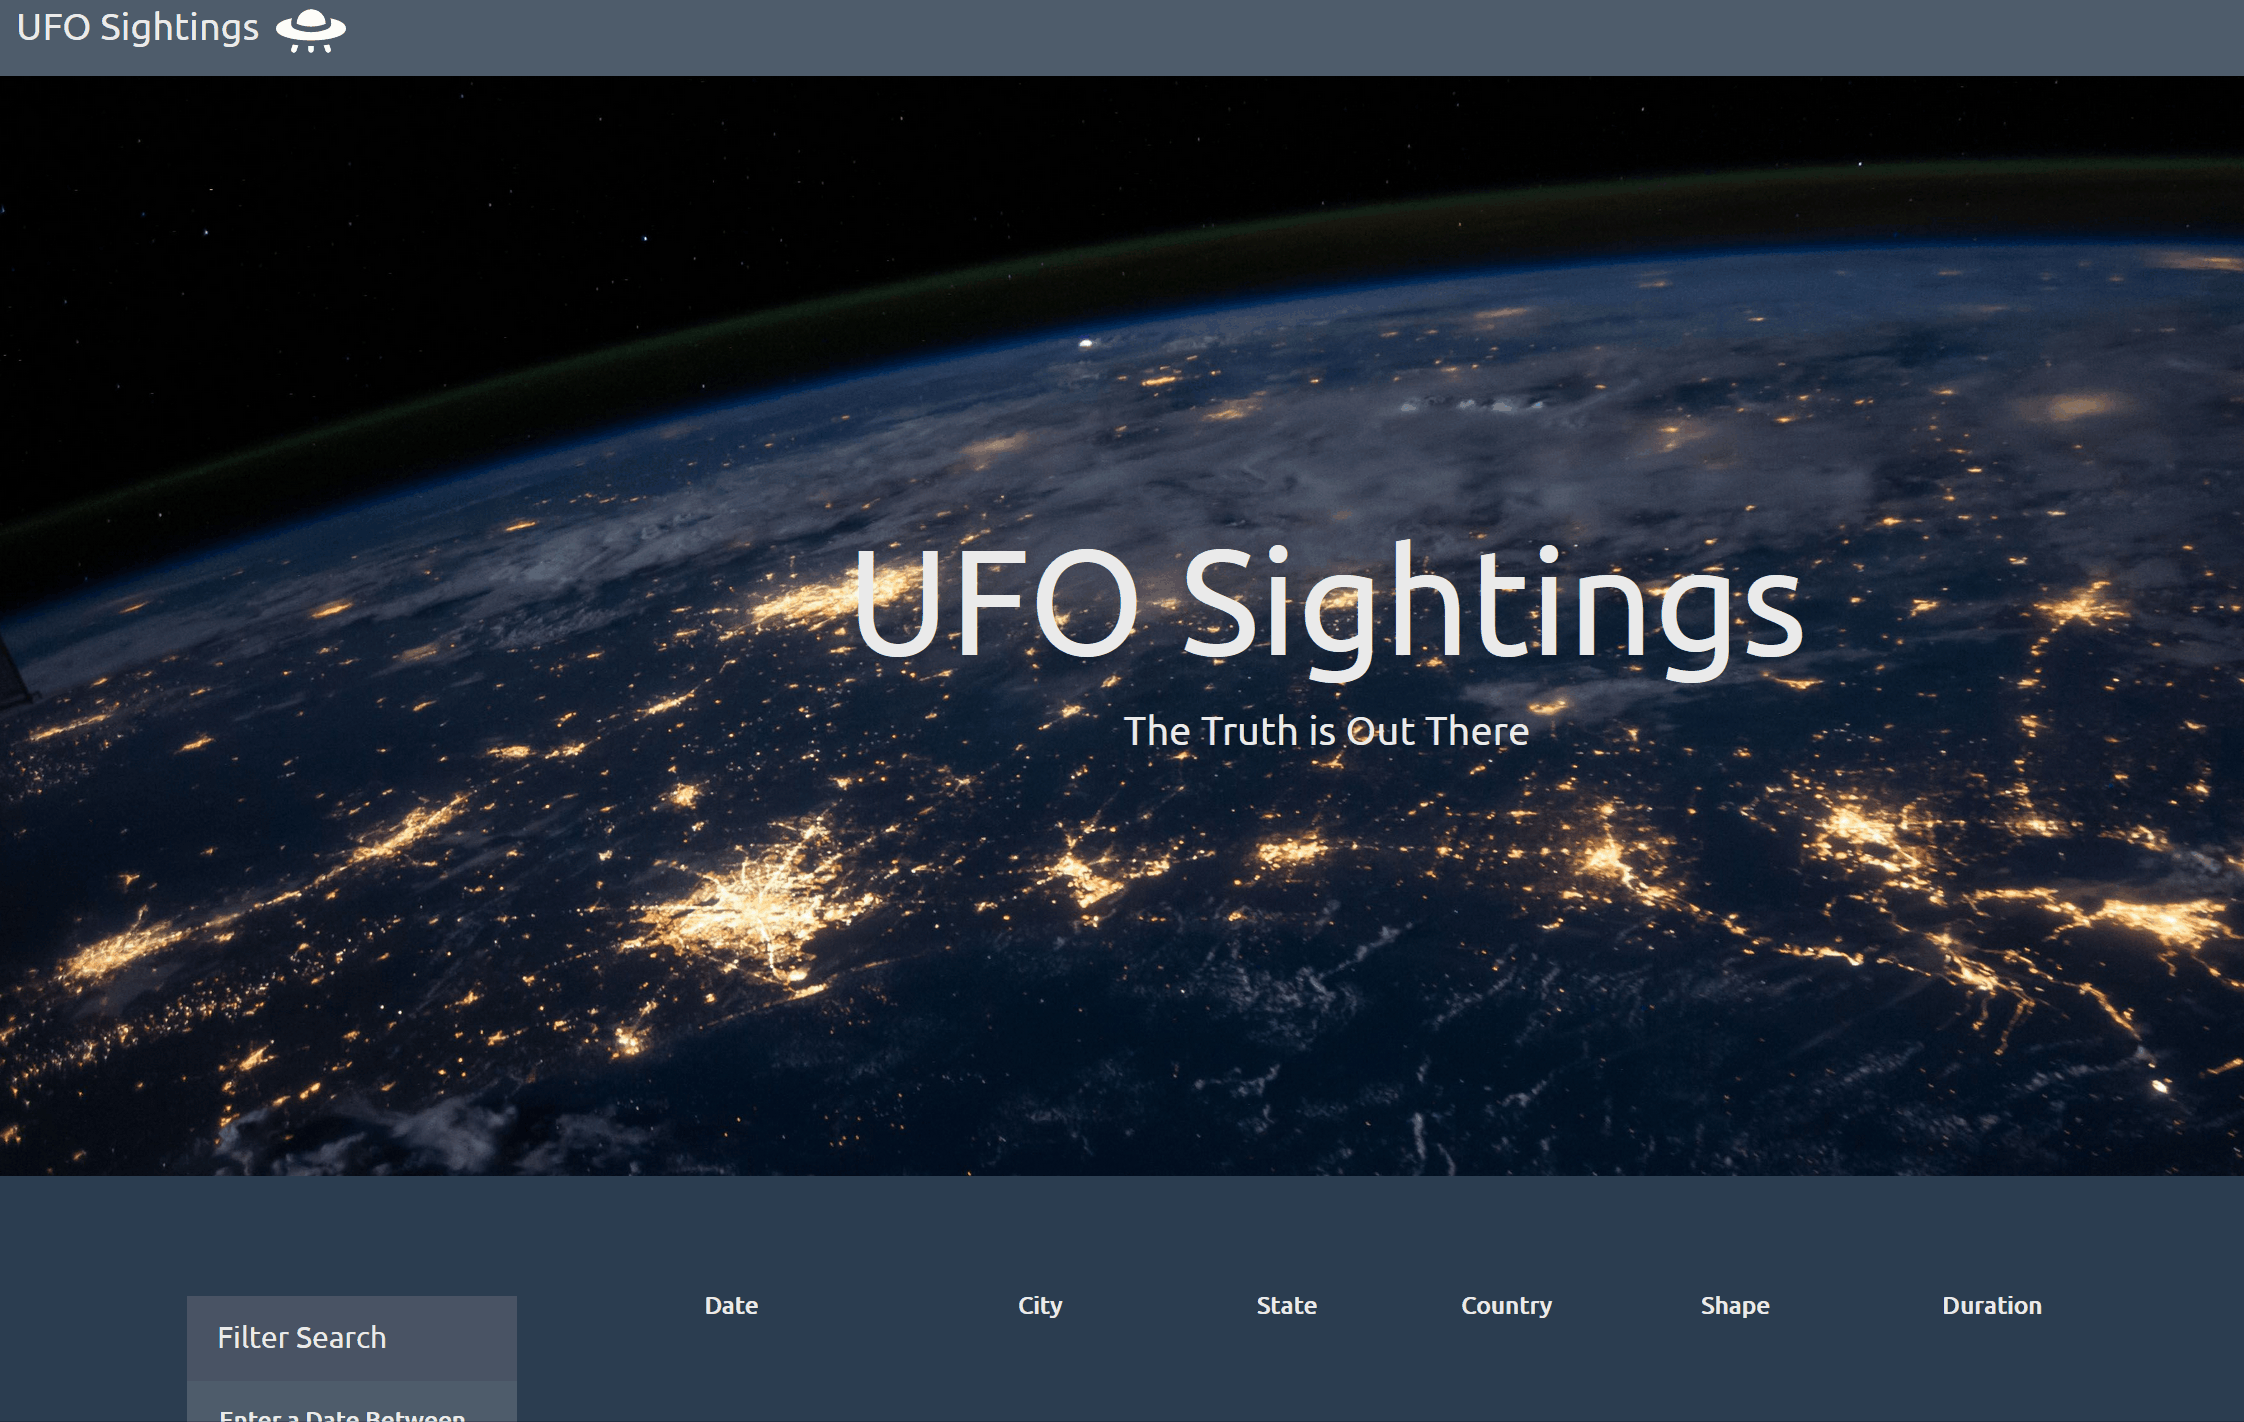 UFO Sightings
UFO Sightings
The Truth is Out There
Date City State Country Shape Duration
Filter Search
Enter a Date Between